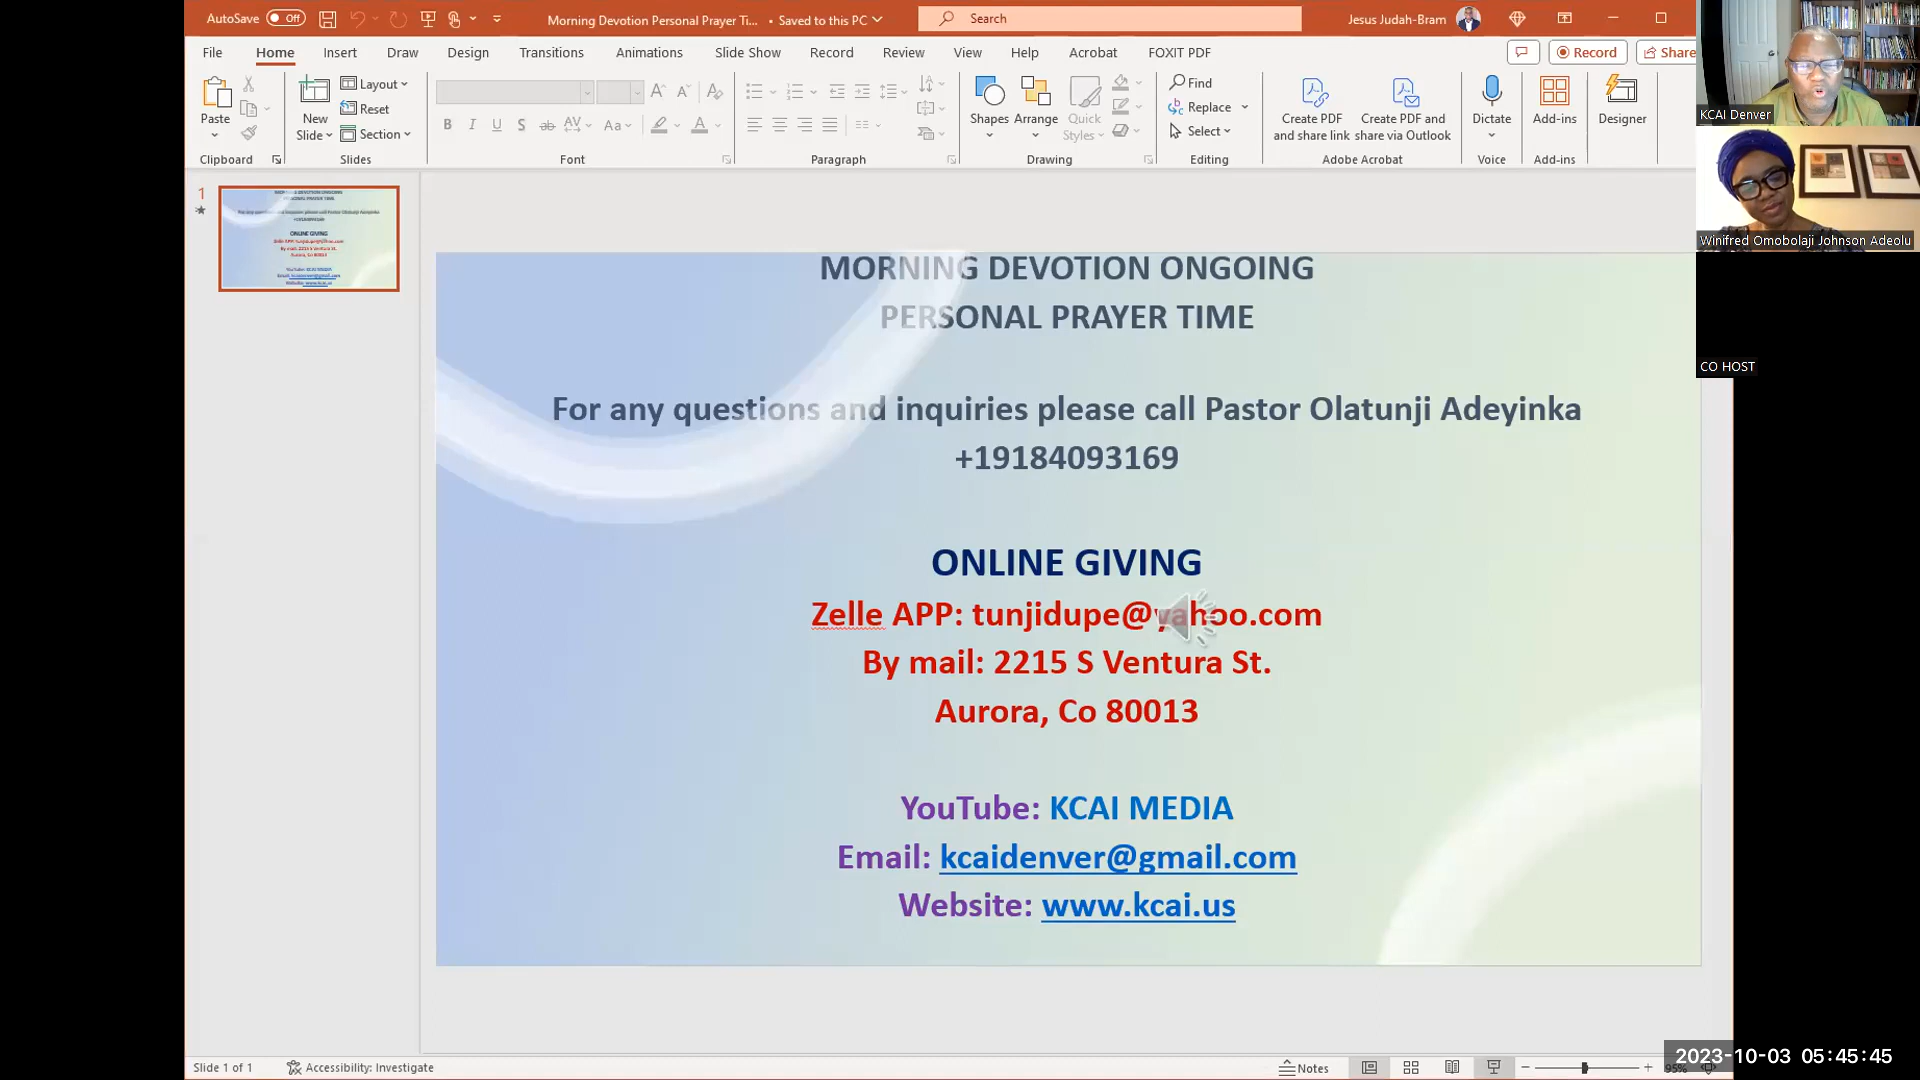 AutoSave Off Morning Devotion Personal Prayer Ti... • Saved to this PC Search Jesus Judah-Bram
File Home Insert Draw Design Transitions Animations Slide Show Record Review View Help Acrobat FOXIT PDF Record Share
Paste
New Slide
Layout
Reset
Section
B I U S ab AV Aa A
Shapes Arrange Quick Styles
Find
Replace
Select
Create PDF and share link
Create PDF and share via Outlook
Dictate
Add-ins
Designer
Clipboard Slides Font Paragraph Drawing Editing Adobe Acrobat Voice Add-ins
KCAI Denver
Winifred Omobolaji Johnson Adeolu
CO HOST
1
MORNING DEVOTION ONGOING
PERSONAL PRAYER TIME
For any questions and inquiries please call Pastor Olatunji Adeyinka
+19184093169
ONLINE GIVING
Zelle APP: tunjidupe@yahoo.com
By mail: 2215 S Ventura St.
Aurora, Co 80013
YouTube: KCAI MEDIA
Email: kcaidenver@gmail.com
Website: www.kcai.us
Slide 1 of 1 Accessibility: Investigate Notes 95%
2023-10-03 05:45:45